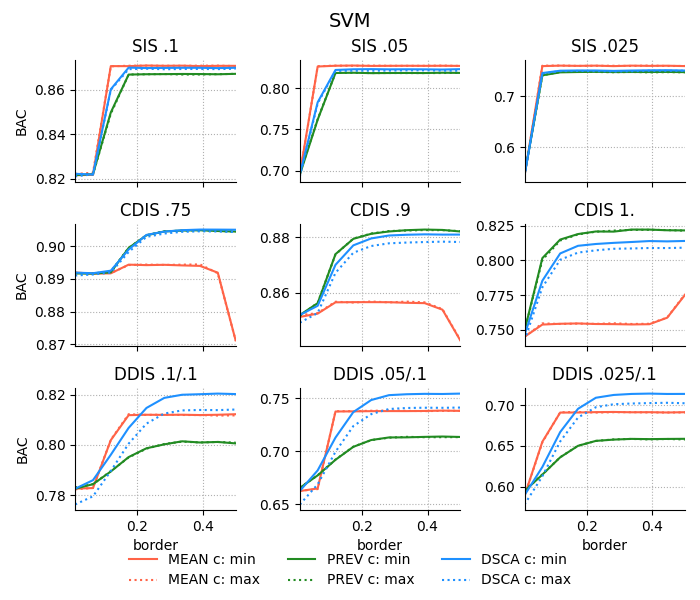 SVM
SIS .1
SIS .05
SIS .025
BAC
0.86
0.84
0.82
0.80
0.75
0.70
0.7
0.6
CDIS .75
CDIS .9
CDIS 1.
BAC
0.90
0.89
0.88
0.87
0.88
0.86
0.825
0.800
0.775
0.750
DDIS .1/.1
DDIS .05/.1
DDIS .025/.1
BAC
0.82
0.80
0.78
0.75
0.70
0.65
0.70
0.65
0.60
0.2 0.4 0.2 0.4 0.2 0.4
border border border
MEAN c: min PREV c: min DSCA c: min
MEAN c: max PREV c: max DSCA c: max